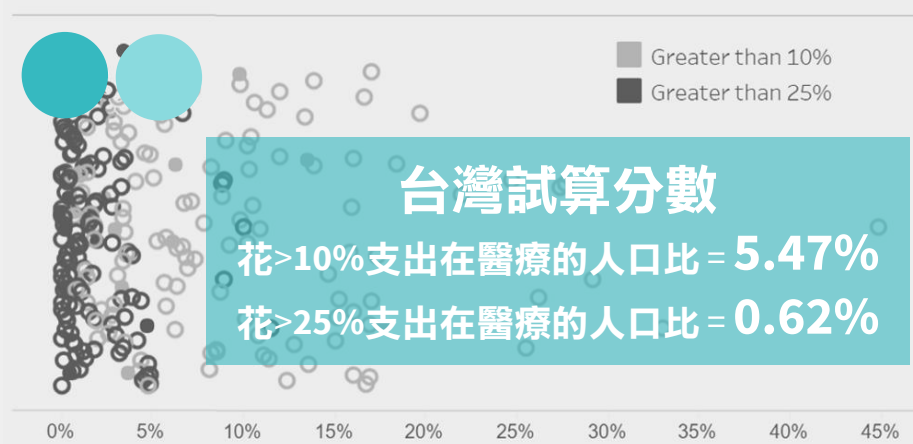 Greater than 10%
Greater than 25%
台灣試算分數
花>10%支出在醫療的人口比 = 5.47%
花>25%支出在醫療的人口比 = 0.62%
0% 5% 10% 15% 20% 25% 30% 35% 40% 45%